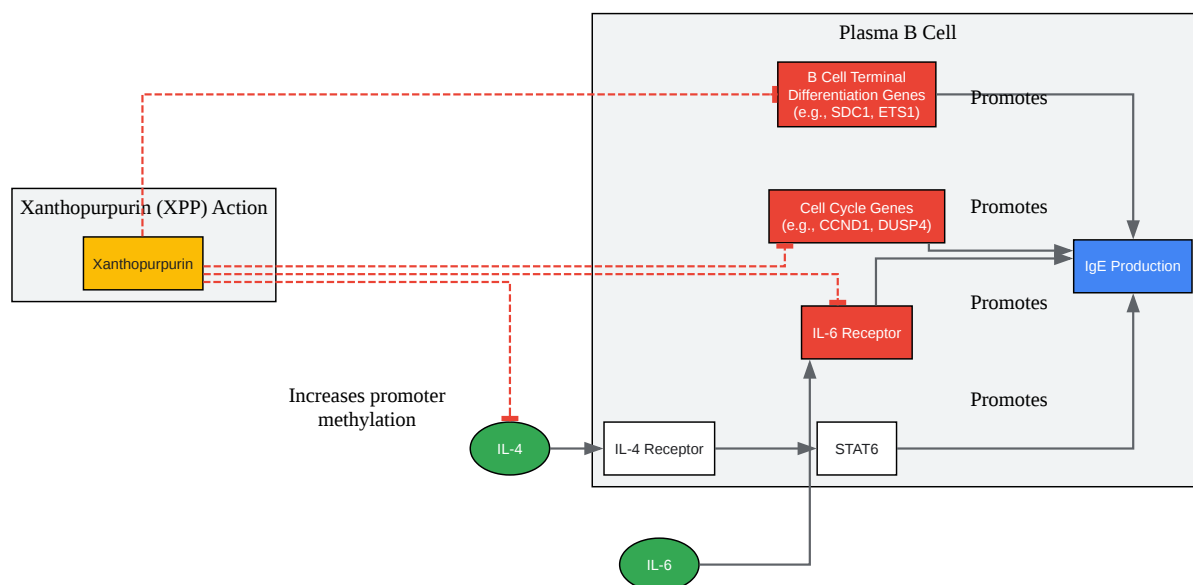 Plasma B Cell
B Cell Terminal
Differentiation Genes
(e.g., SDC1, ETS1)
Promotes
Xanthopurpurin (XPP) Action
Xanthopurpurin
Cell Cycle Genes
(e.g., CCND1, DUSP4)
Promotes
IgE Production
Promotes
IL-6 Receptor
Increases promoter
methylation
Promotes
IL-4
IL-4 Receptor
STAT6
IL-6